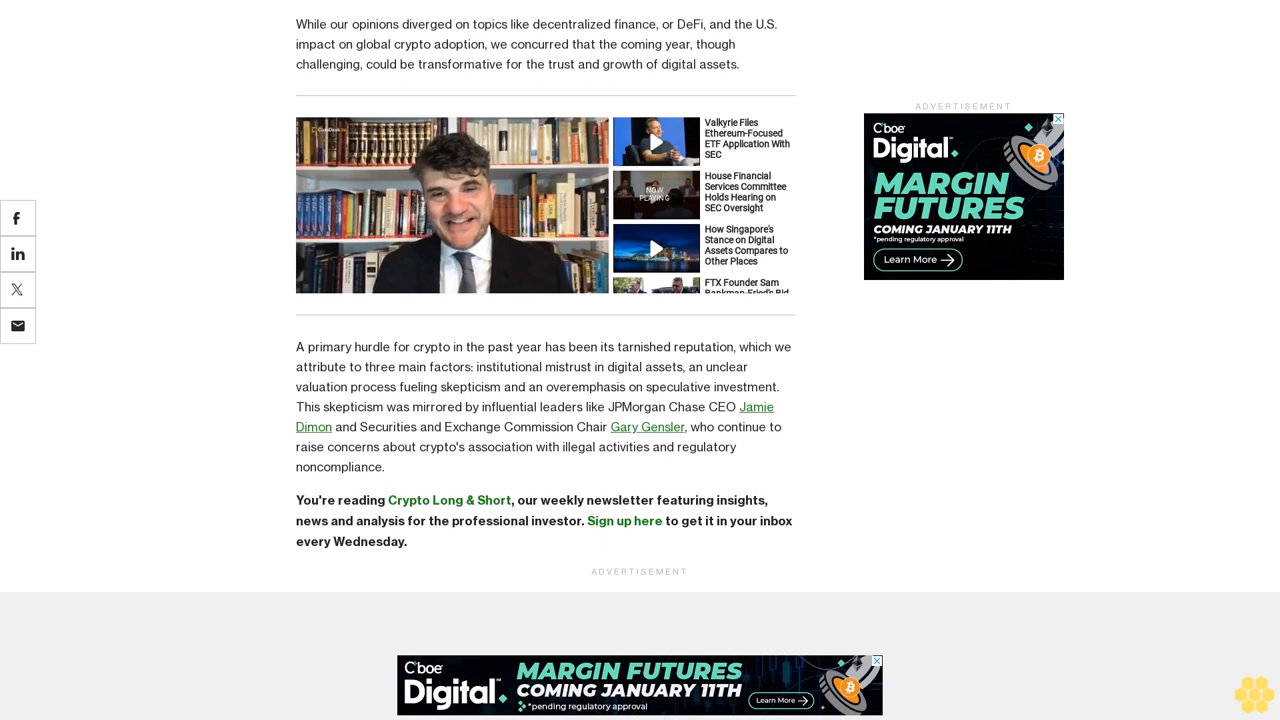 While our opinions diverged on topics like decentralized finance, or DeFi, and the U.S.
impact on global crypto adoption, we concurred that the coming year, though
challenging, could be transformative for the trust and growth of digital assets.
ADVERTISEMENT
Cboe
Digital
MARGIN
FUTURES
COMING JANUARY 11TH
*pending regulatory approval
Learn More
Valkyrie Files
Ethereum-Focused
ETF Application With
SEC
NOW
PLAYING
House Financial
Services Committee
Holds Hearing on
SEC Oversight
How Singapore's
Stance on Digital
Assets Compares to
Other Places
FTX Founder Sam
Bankman-Fried's Bid
A primary hurdle for crypto in the past year has been its tarnished reputation, which we
attribute to three main factors: institutional mistrust in digital assets, an unclear
valuation process fueling skepticism and an overemphasis on speculative investment.
This skepticism was mirrored by influential leaders like JPMorgan Chase CEO Jamie
Dimon and Securities and Exchange Commission Chair Gary Gensler, who continue to
raise concerns about crypto's association with illegal activities and regulatory
noncompliance.
You're reading Crypto Long & Short, our weekly newsletter featuring insights,
news and analysis for the professional investor. Sign up here to get it in your inbox
every Wednesday.
ADVERTISEMENT
Cboe
Digital
MARGIN FUTURES
COMING JANUARY 11TH
*pending regulatory approval
Learn More